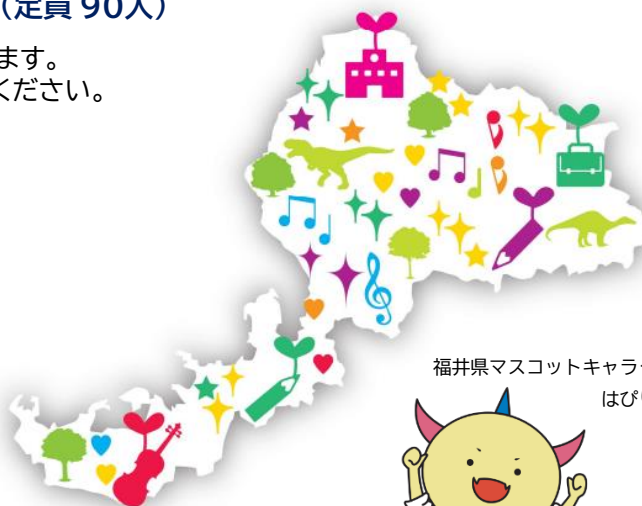 (定員 90人)
ます。
ください。
福井県マスコットキャラ
はぴ